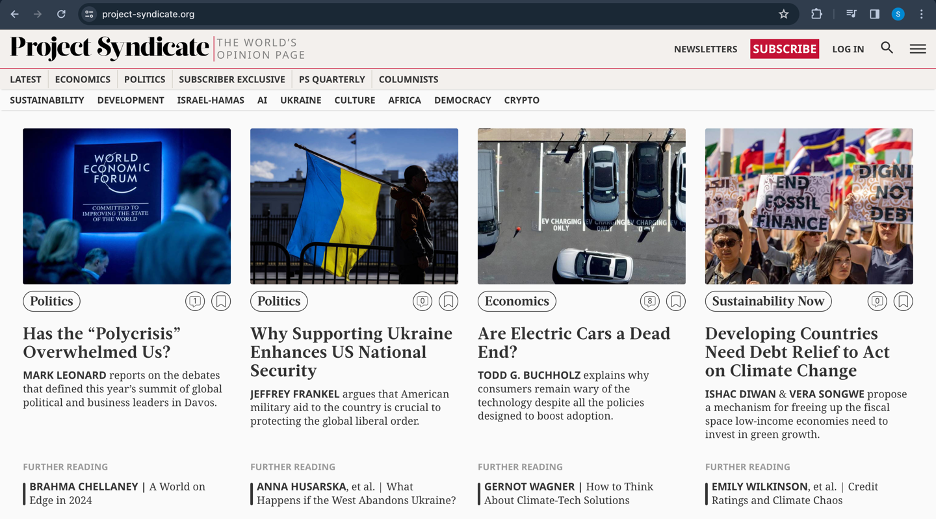 project-syndicate.org
S
Project Syndicate
THE WORLD'S
OPINION PAGE
NEWSLETTERS
SUBSCRIBE
LOG IN
LATEST
ECONOMICS
POLITICS
SUBSCRIBER EXCLUSIVE
PS QUARTERLY
COLUMNISTS
SUSTAINABILITY
DEVELOPMENT
ISRAEL-HAMAS
AI
UKRAINE
CULTURE
AFRICA
DEMOCRACY
CRYPTO
WORLD
ECONOMIC
FORUM
COMMITTED TO
IMPROVING THE STATE
OF THE WORLD
Politics
1
Has the “Polycrisis”
Overwhelmed Us?
MARK LEONARD reports on the debates
that defined this year's summit of global
political and business leaders in Davos.
FURTHER READING
BRAHMA CHELLANEY | A World on
Edge in 2024
Politics
0
Why Supporting Ukraine
Enhances US National
Security
JEFFREY FRANKEL argues that American
military aid to the country is crucial to
protecting the global liberal order.
FURTHER READING
ANNA HUSARSKA, et al. | What
Happens if the West Abandons Ukraine?
EV CHARGING
ONLY
EV CHARGING
ONLY
EV CHARGING
ONLY
Economics
8
Are Electric Cars a Dead
End?
TODD G. BUCHHOLZ explains why
consumers remain wary of the
technology despite all the policies
designed to boost adoption.
FURTHER READING
GERNOT WAGNER | How to Think
About Climate-Tech Solutions
END
FOSSIL
FINANCE
DIGNI
NOT
DEBT
Sustainability Now
0
Developing Countries
Need Debt Relief to Act
on Climate Change
ISHAC DIWAN & VERA SONGWE propose
a mechanism for freeing up the fiscal
space low-income economies need to
invest in green growth.
FURTHER READING
EMILY WILKINSON, et al. | Credit
Ratings and Climate Chaos